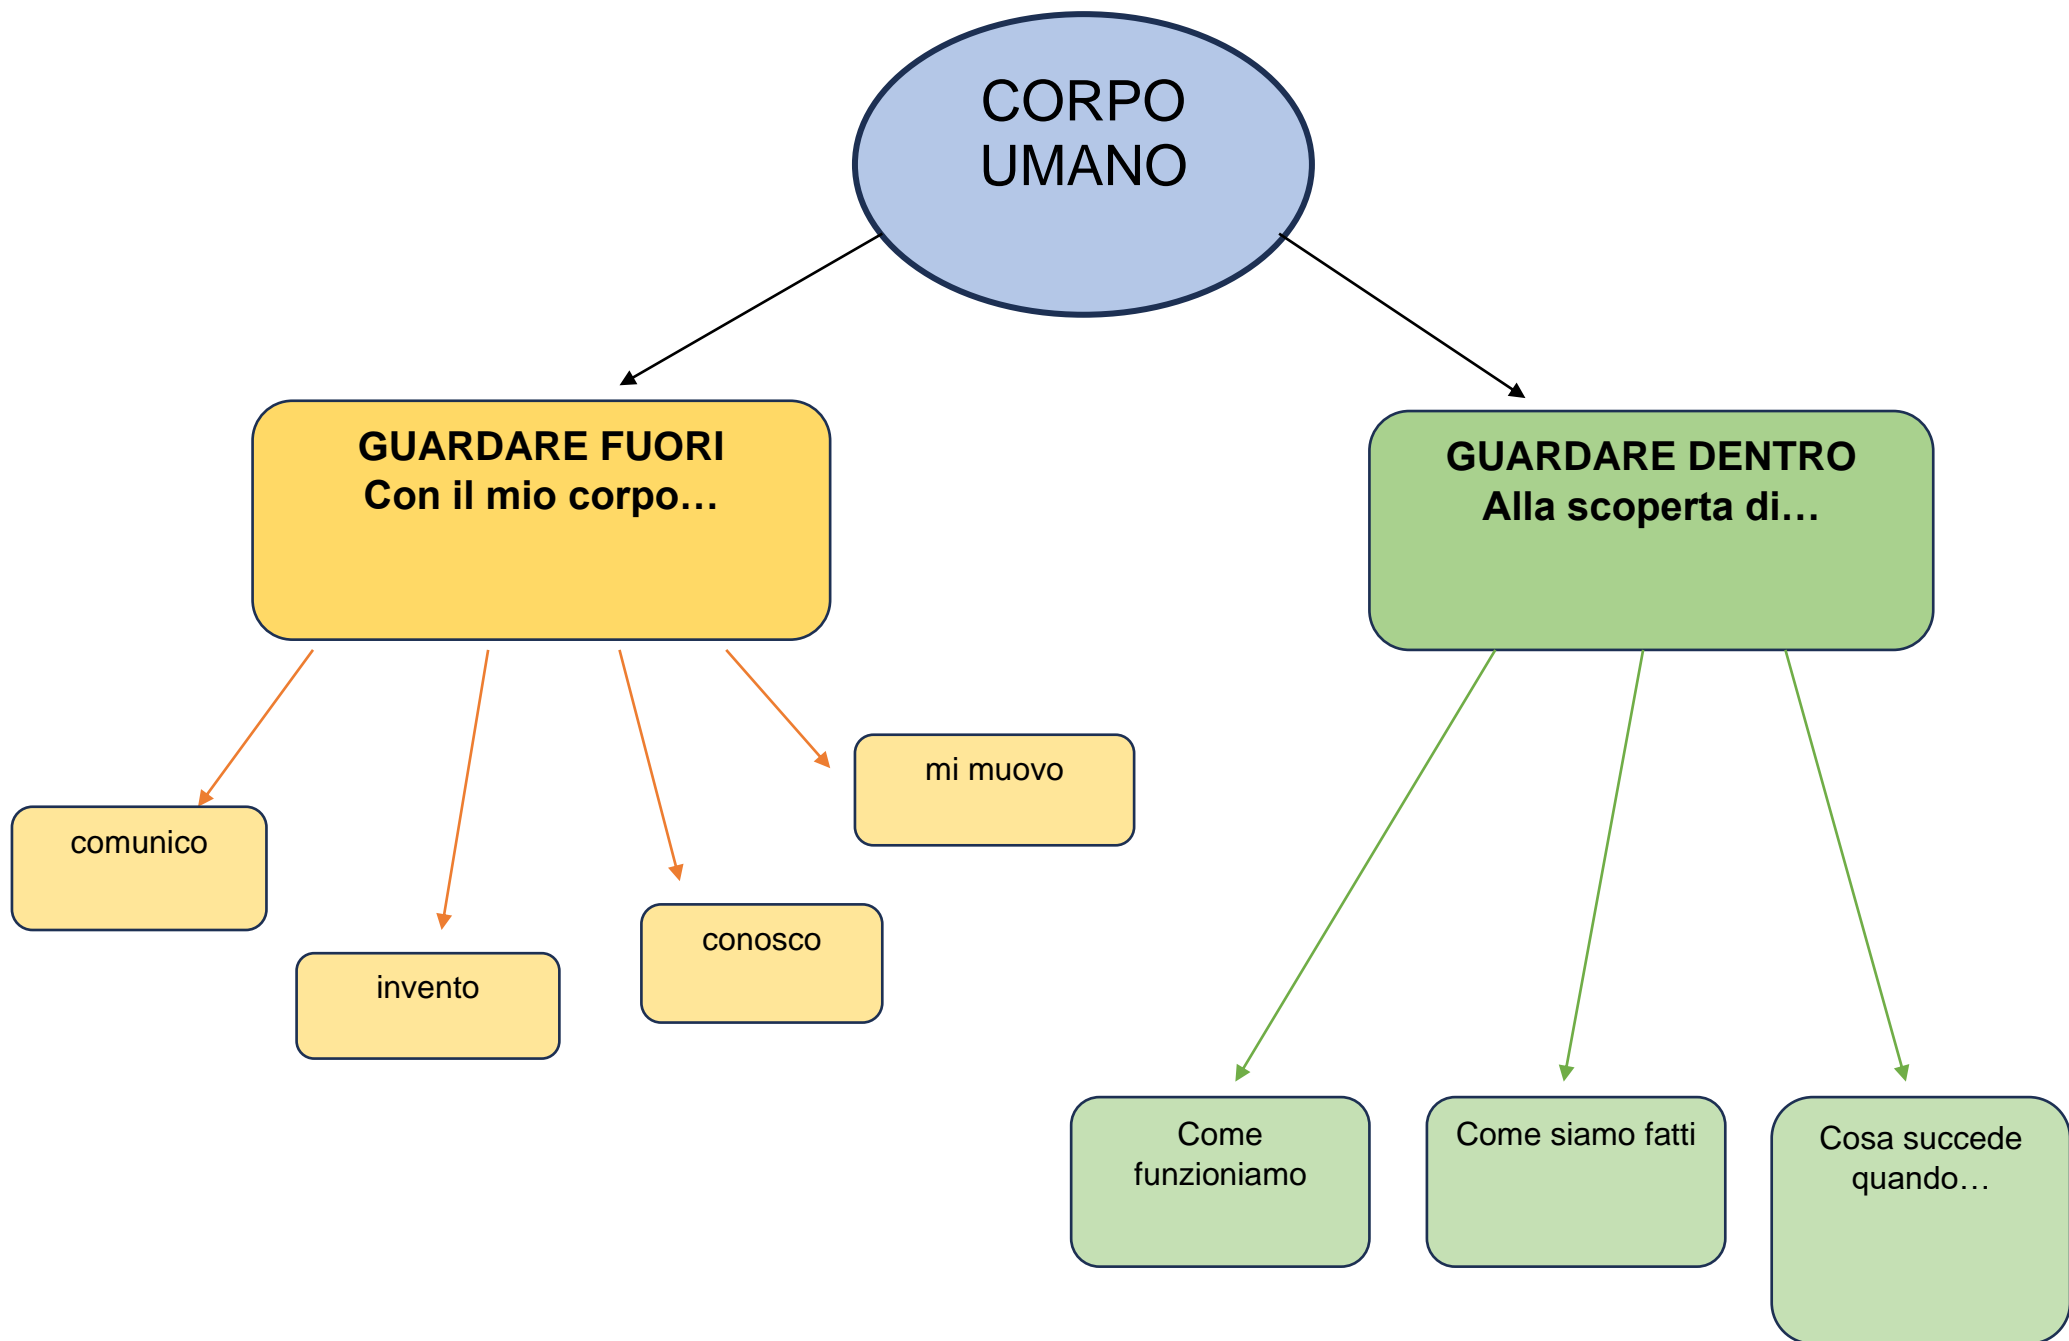 CORPO
UMANO
GUARDARE FUORI
Con il mio corpo…
GUARDARE DENTRO
Alla scoperta di…
comunico
invento
conosco
mi muovo
Come
funzioniamo
Come siamo fatti
Cosa succede
quando…